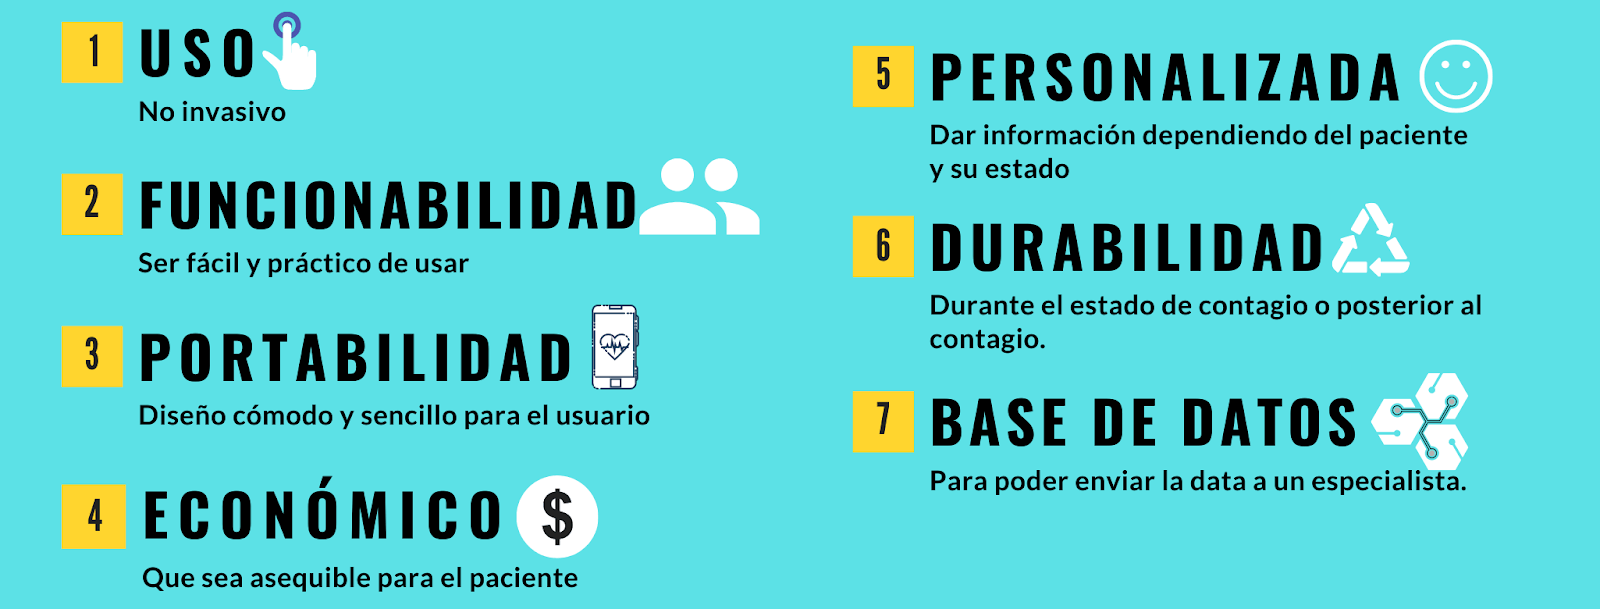 1
USO
No invasivo
2
FUNCIONABILIDAD
Ser fácil y práctico de usar
3
PORTABILIDAD
Diseño cómodo y sencillo para el usuario
4
ECONÓMICO
$
Que sea asequible para el paciente
5
PERSONALIZADA
Dar información dependiendo del paciente
y su estado
6
DURABILIDAD
Durante el estado de contagio o posterior al
contagio.
7
BASE DE DATOS
Para poder enviar la data a un especialista.